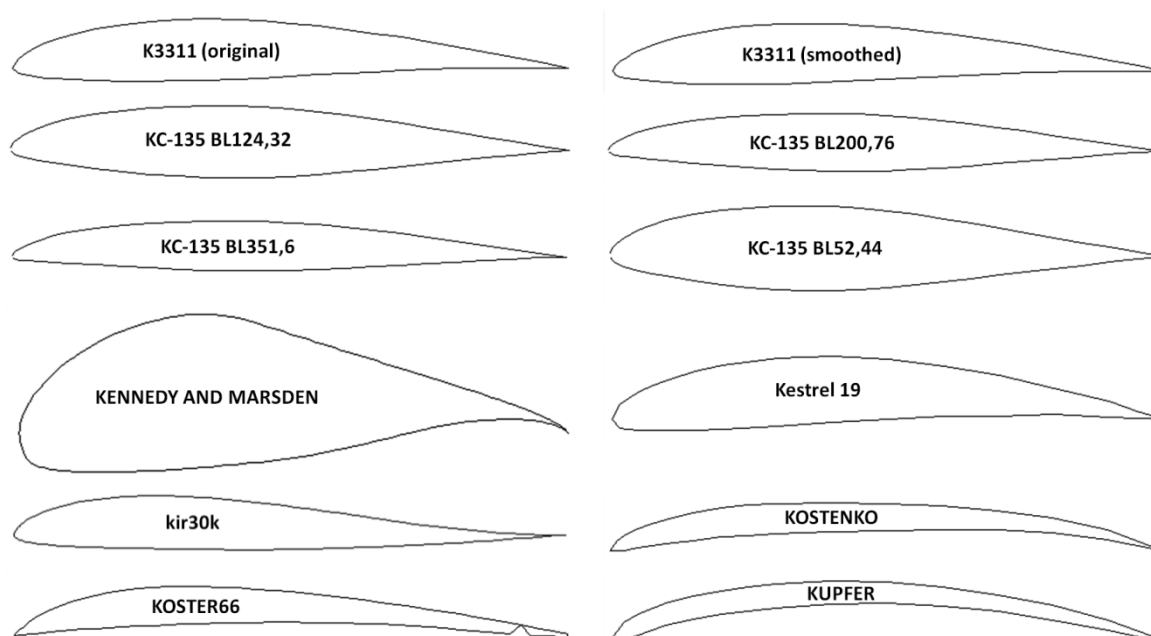 K3311 (original)
K3311 (smoothed)
KC-135 BL124,32
KC-135 BL200,76
KC-135 BL351,6
KC-135 BL52,44
KENNEDY AND MARSDEN
Kestrel 19
kir30k
KOSTENKO
KOSTER66
KUPFER